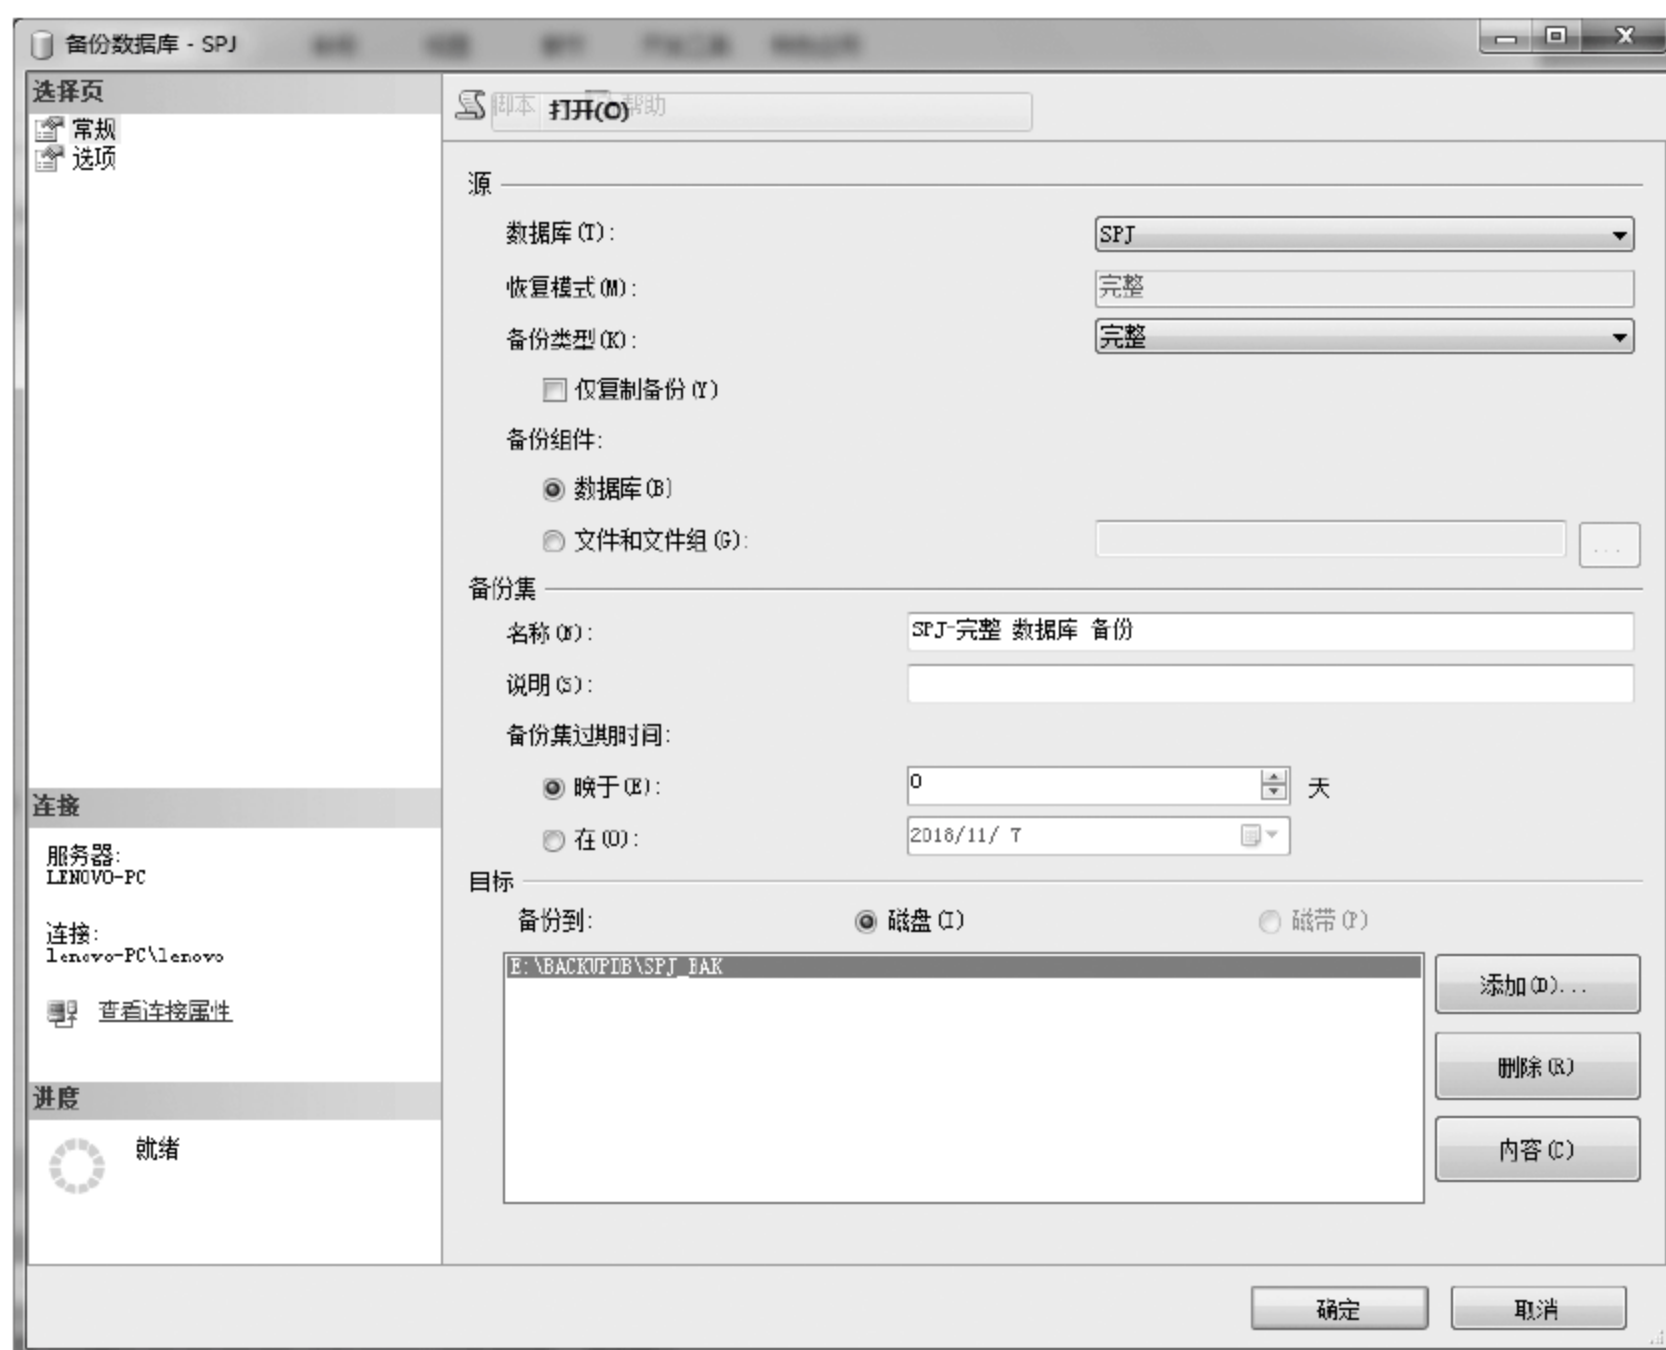 备份数据库 - SPJ
选择页
常规
选项
脚本 打开(O) 帮助
源
数据库(T): SPJ
恢复模式(M): 完整
备份类型(K): 完整
仅复制备份(Y)
备份组件:
数据库(B)
文件和文件组(G): ...
备份集
名称(N): SPJ-完整 数据库 备份
说明(S):
备份集过期时间:
晚于(E): 0 天
在(O): 2018/11/ 7
目标
备份到: 磁盘(I) 磁带(P)
E:\BACKUPDB\SPJ_BAK
添加(D)...
删除(R)
内容(C)
连接
服务器:
LENOVO-PC
连接:
lenovo-PC\lenovo
查看连接属性
进度
就绪
确定 取消